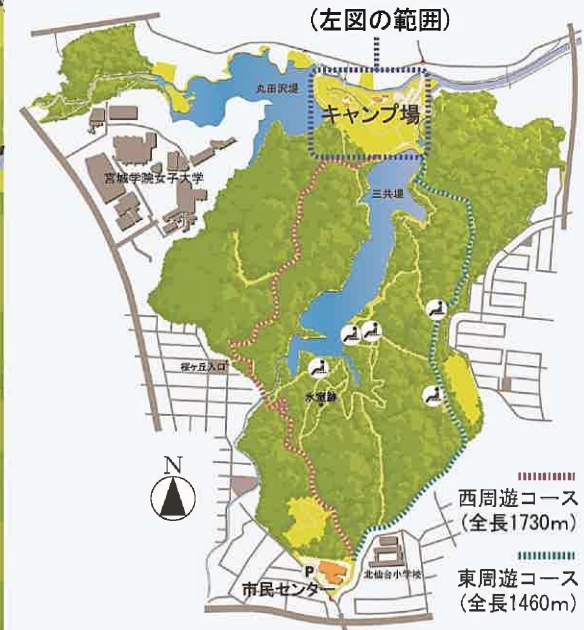 (左図の範囲)
丸田沢堤
キャンプ場
宮城学院女子大学
三共堤
桜ヶ丘入口
氷室跡
N
西周遊コース
(全長1730m)
東周遊コース
(全長1460m)
P
北仙台小学校
市民センター